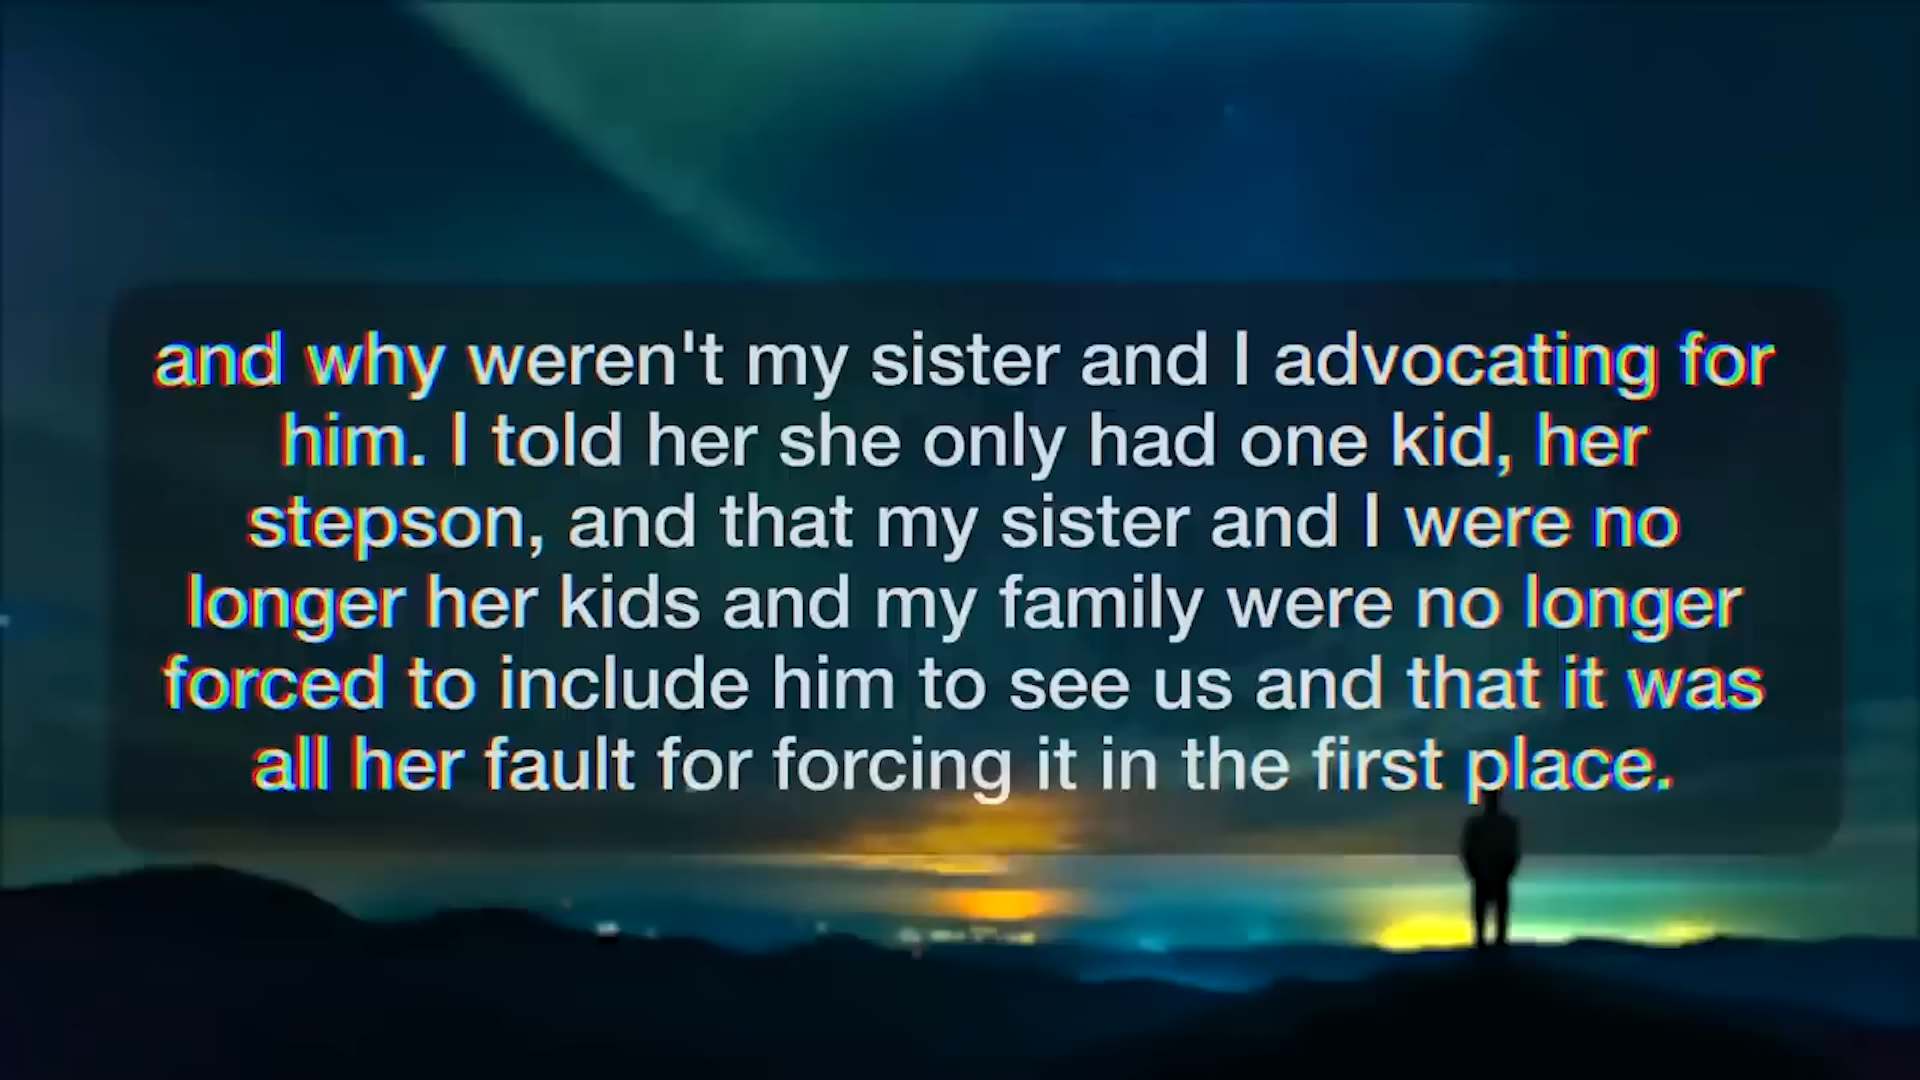 and why weren't my sister and I advocating for
him. I told her she only had one kid, her
stepson, and that my sister and I were no
longer her kids and my family were no longer
forced to include him to see us and that it was
all her fault for forcing it in the first place.